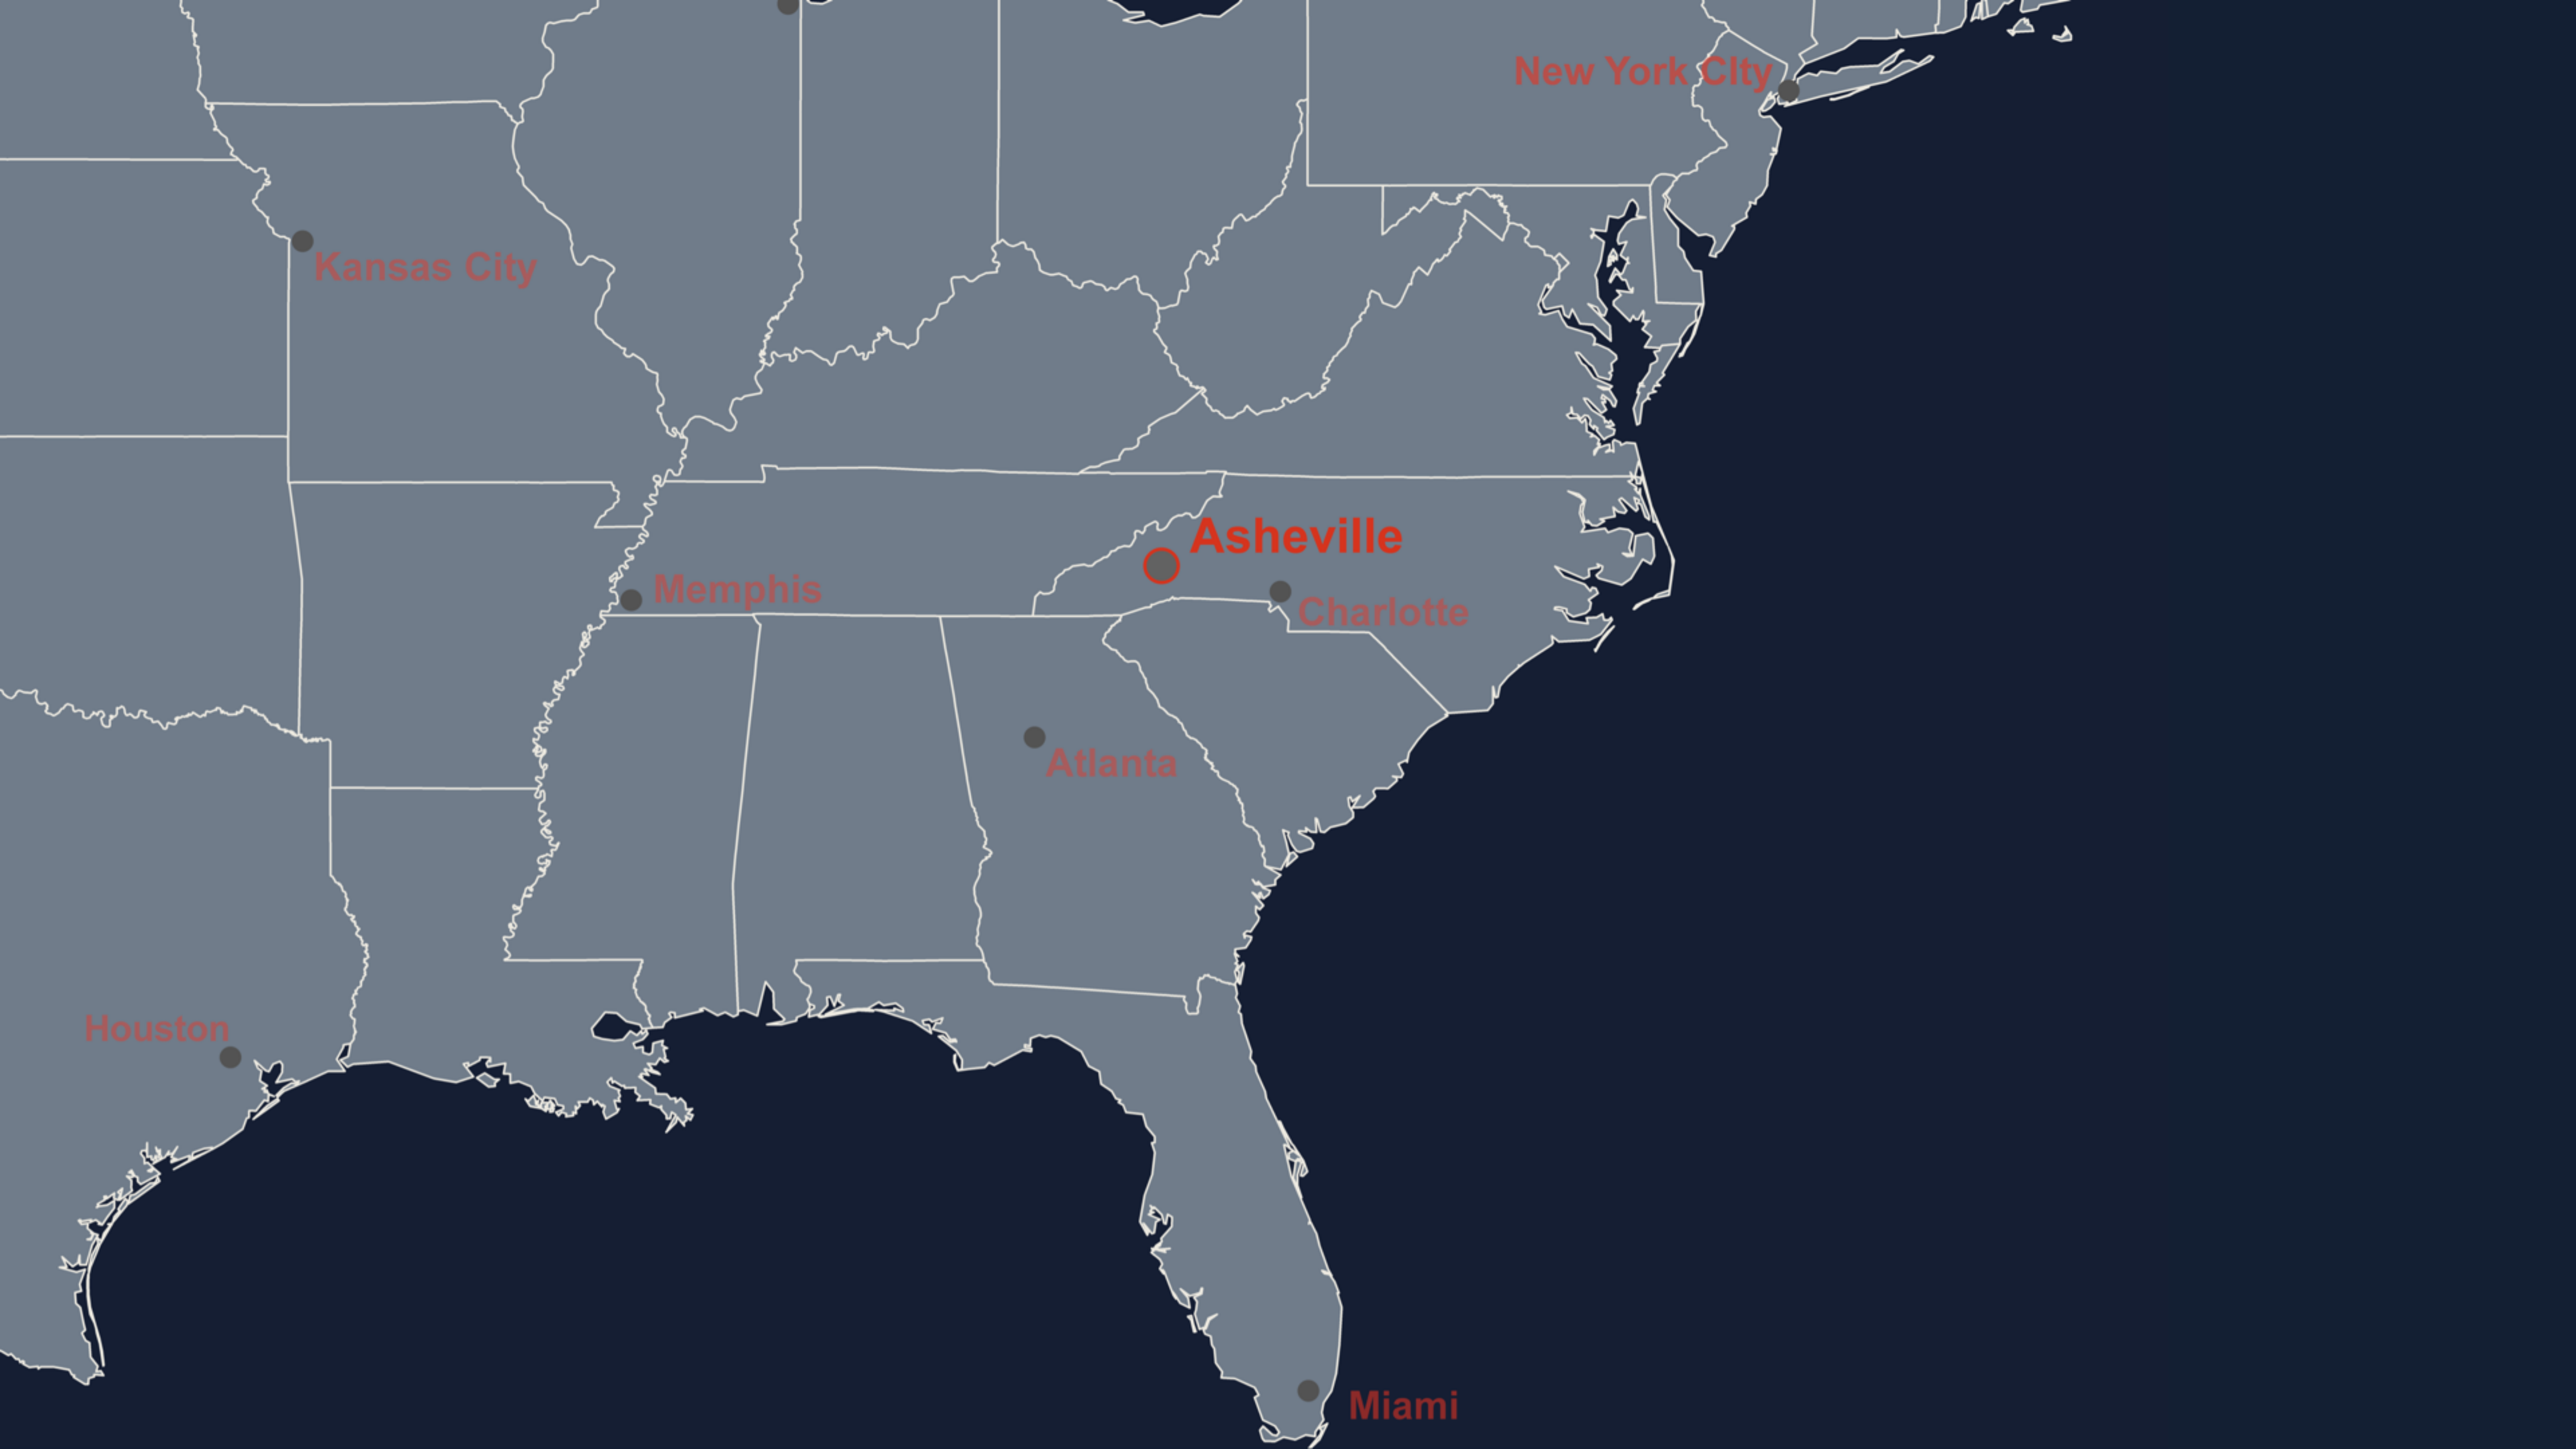 New York CIty
Kansas City
Asheville
Memphis
Charlotte
Atlanta
Houston
Miami